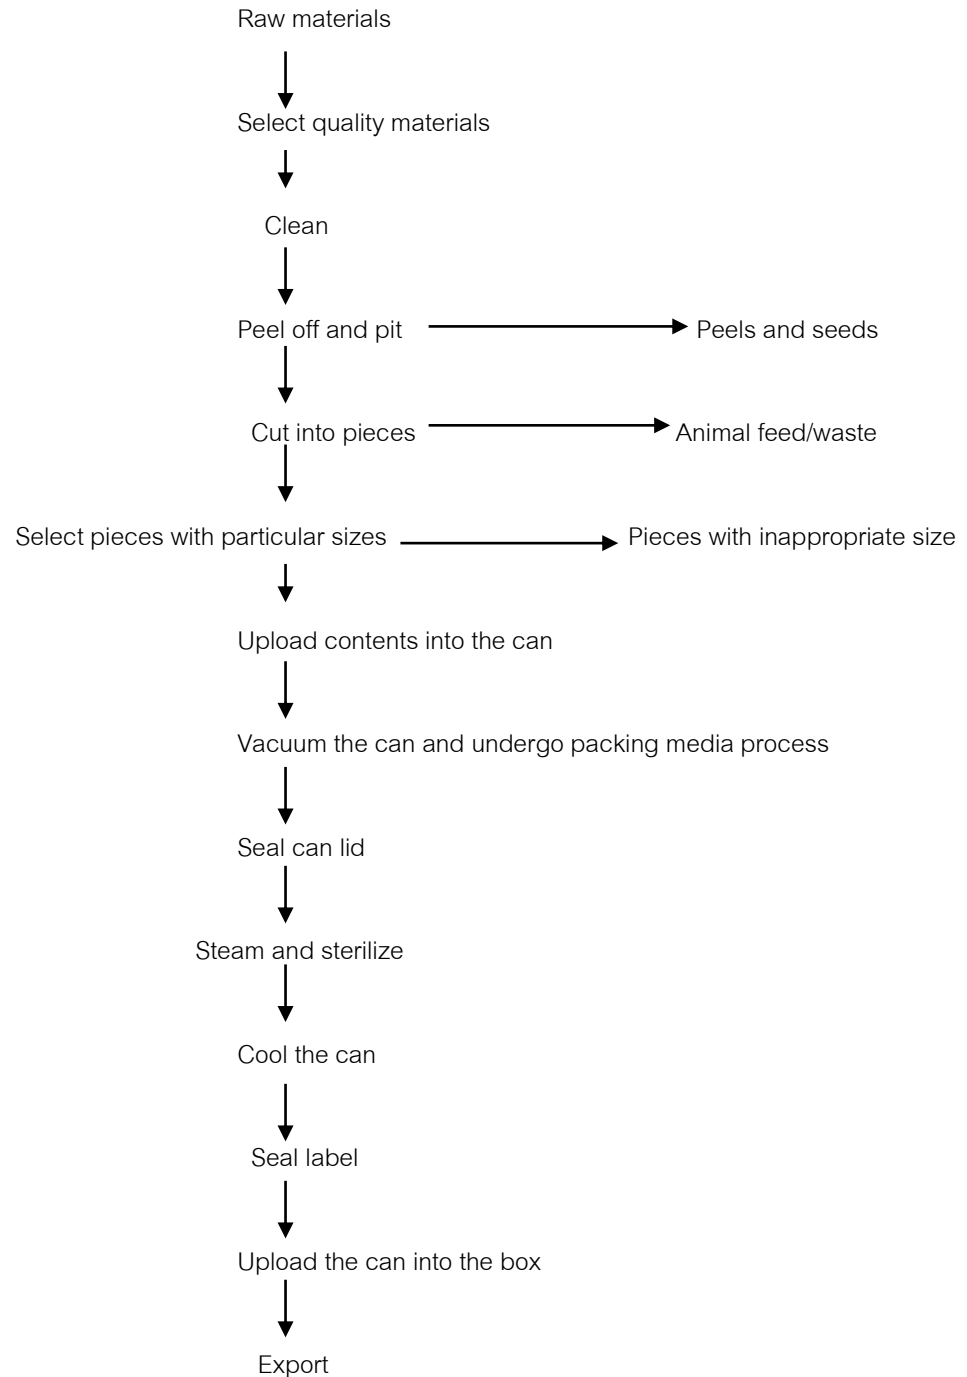 Raw materials
Select quality materials
Clean
Peel off and pit
Peels and seeds
Cut into pieces
Animal feed/waste
Select pieces with particular sizes
Pieces with inappropriate size
Upload contents into the can
Vacuum the can and undergo packing media process
Seal can lid
Steam and sterilize
Cool the can
Seal label
Upload the can into the box
Export